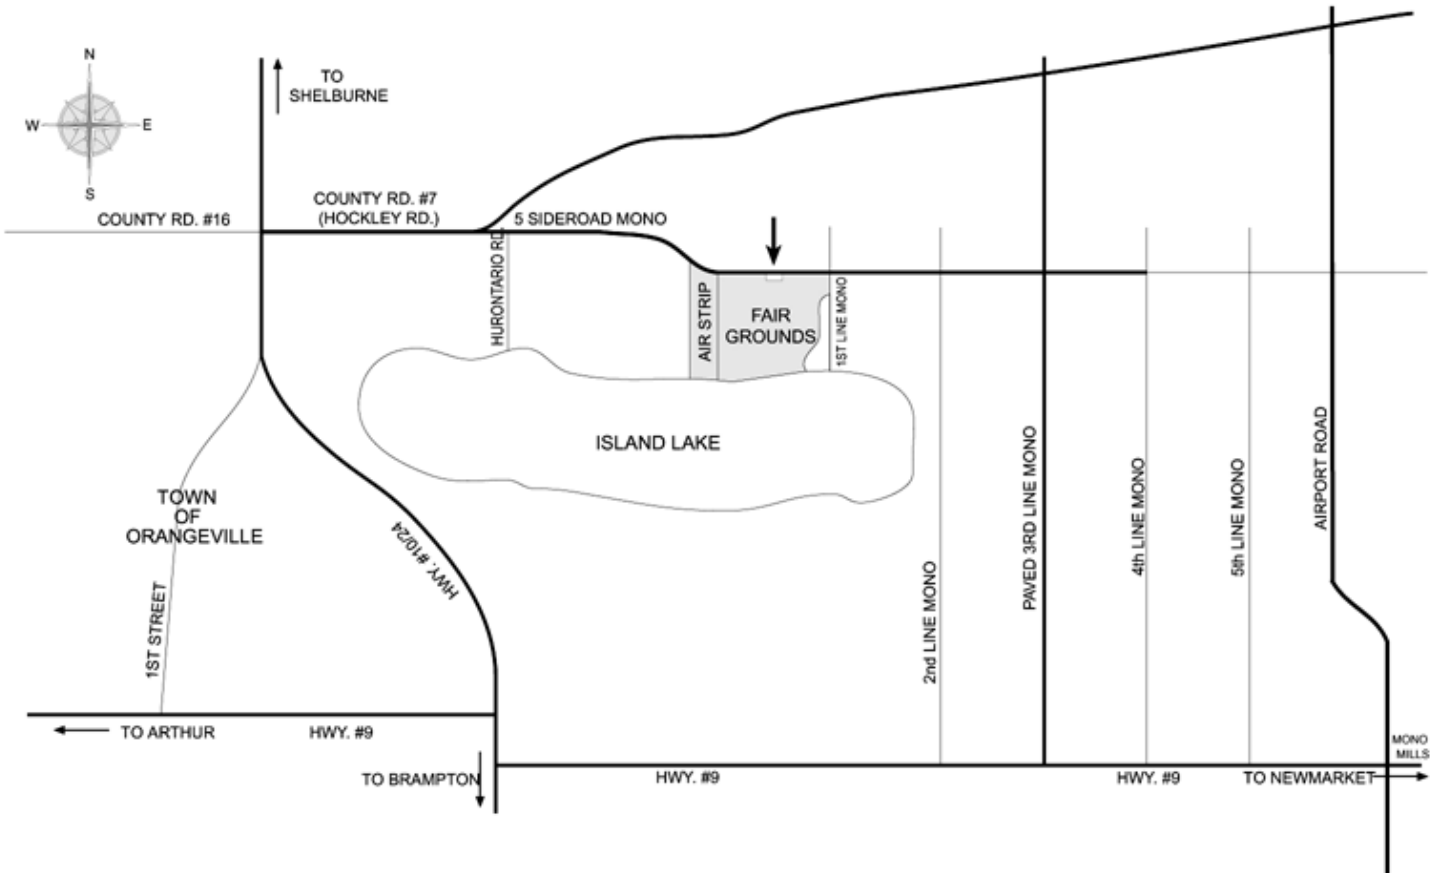 N
W
E
S
TO
SHELBURNE
COUNTY RD. #16
COUNTY RD. #7
(HOCKLEY RD.)
5 SIDEROAD MONO
HURONTARIO RD.
AIR STRIP
FAIR
GROUNDS
1ST LINE MONO
ISLAND LAKE
TOWN
OF
ORANGEVILLE
HWY. #10/24
1ST STREET
2nd LINE MONO
PAVED 3RD LINE MONO
4th LINE MONO
5th LINE MONO
AIRPORT ROAD
TO ARTHUR
HWY. #9
TO BRAMPTON
HWY. #9
HWY. #9
TO NEWMARKET
MONO
MILLS